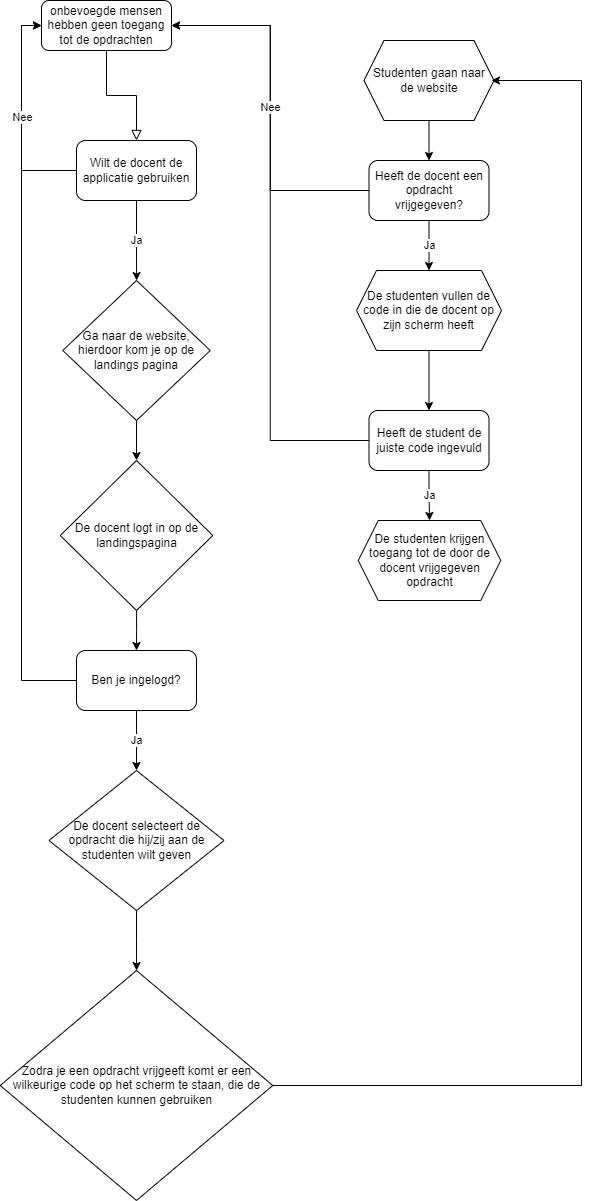 onbevoegde mensen
hebben geen toegang
tot de opdrachten
Nee
Wilt de docent de
applicatie gebruiken
Ja
Ga naar de website,
hierdoor kom je op de
landings pagina
De docent logt in op de
landingspagina
Ben je ingelogd?
Ja
De docent selecteert de
opdracht die hij/zij aan de
studenten wilt geven
Zodra je een opdracht vrijgeeft komt er een
wilkeurige code op het scherm te staan, die de
studenten kunnen gebruiken
Studenten gaan naar
de website
Nee
Heeft de docent een
opdracht
vrijgegeven?
Ja
De studenten vullen de
code in die de docent op
zijn scherm heeft
Heeft de student de
juiste code ingevuld
Ja
De studenten krijgen
toegang tot de door de
docent vrijgegeven
opdracht